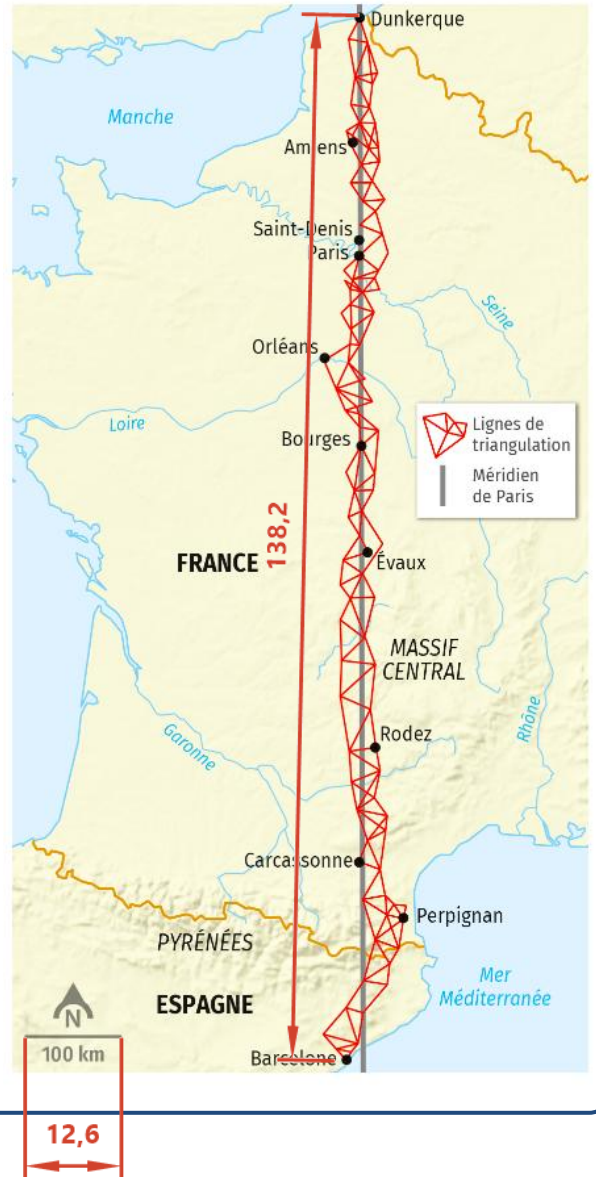 Dunkerque
Manche
Amiens
Saint-Denis
Paris
Seine
Orléans
Loire
Lignes de
triangulation
Bourges
Méridien
de Paris
138,2
FRANCE
Évaux
MASSIF
CENTRAL
Rhône
Garonne
Rodez
Carcassonne
Perpignan
PYRÉNÉES
Mer
Méditerranée
ESPAGNE
N
100 km
Barcelone
12,6